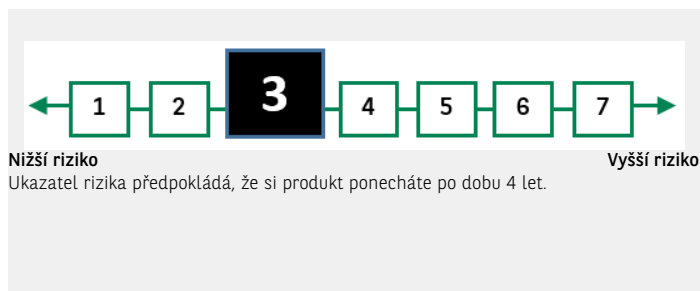 1 2 3 4 5 6 7
Nižší riziko Vyšší riziko
Ukazatel rizika předpokládá, že si produkt ponecháte po dobu 4 let.